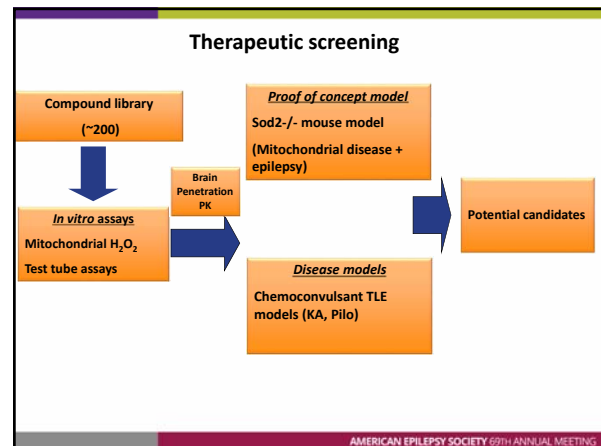 Therapeutic screening
Compound library
(~200)
In vitro assays
Mitochondrial H₂O₂
Test tube assays
Brain
Penetration
PK
Proof of concept model
Sod2-/- mouse model
(Mitochondrial disease +
epilepsy)
Disease models
Chemoconvulsant TLE
models (KA, Pilo)
Potential candidates
AMERICAN EPILEPSY SOCIETY 69TH ANNUAL MEETING